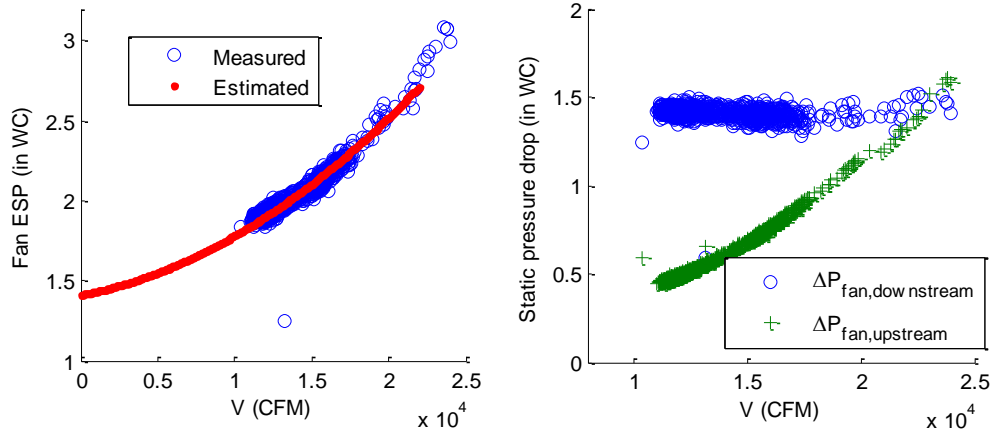 3
2.5
2
1.5
1
Fan ESP (in WC)
Measured
Estimated
0
0.5
1
1.5
2
2.5
V (CFM)
x 10^4
2
1.5
1
0.5
0
Static pressure drop (in WC)
ΔP_fan,downstream
ΔP_fan,upstream
1
1.5
2
2.5
V (CFM)
x 10^4